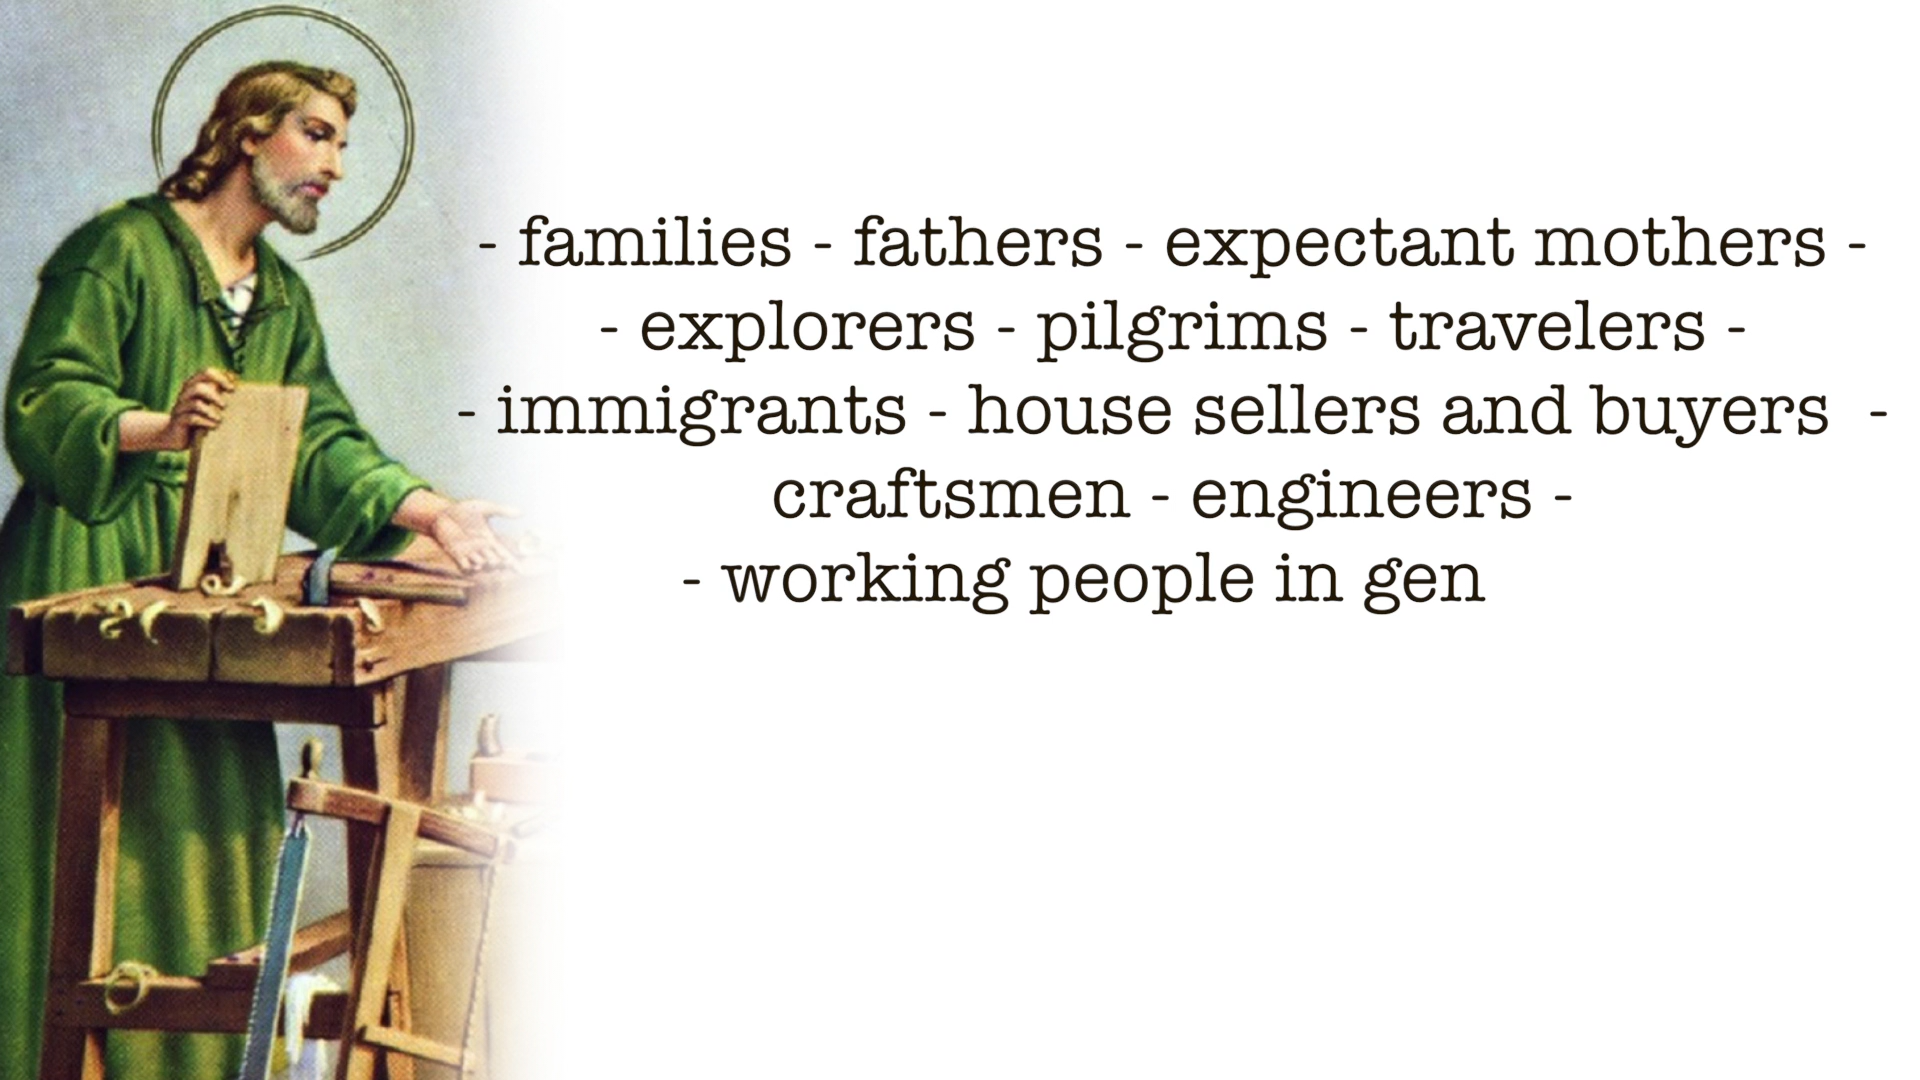 - families - fathers - expectant mothers -
- explorers - pilgrims - travelers -
- immigrants - house sellers and buyers  -
craftsmen - engineers -
- working people in gen